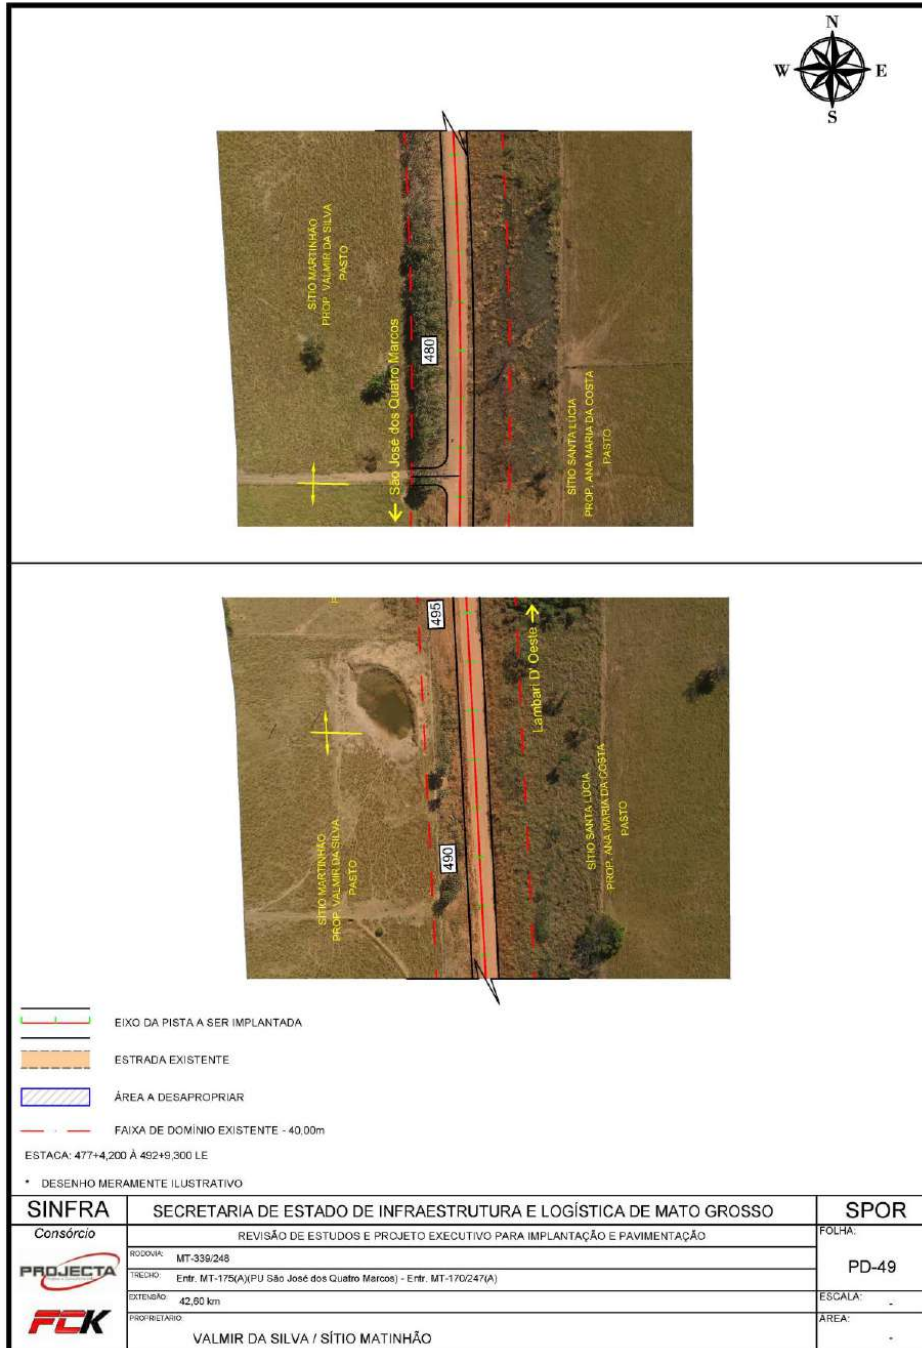 N
W E
S
SÍTIO MARTINHÃO
PROP. VALMIR DA SILVA
PASTO
← São José dos Quatro Marcos
480
SÍTIO SANTA LÚCIA
PROP. ANA MARIA DA COSTA
PASTO
495
Lambari D' Oeste →
SÍTIO MARTINHÃO
PROP. VALMIR DA SILVA
PASTO
490
SÍTIO SANTA LÚCIA
PROP. ANA MARIA DA COSTA
PASTO
EIXO DA PISTA A SER IMPLANTADA
ESTRADA EXISTENTE
ÁREA A DESAPROPRIAR
FAIXA DE DOMÍNIO EXISTENTE - 40,00m
ESTACA: 477+4,200 À 492+9,300 LE
* DESENHO MERAMENTE ILUSTRATIVO
SINFRA
SECRETARIA DE ESTADO DE INFRAESTRUTURA E LOGÍSTICA DE MATO GROSSO
SPOR
Consórcio
PROJECTA
FCK
REVISÃO DE ESTUDOS E PROJETO EXECUTIVO PARA IMPLANTAÇÃO E PAVIMENTAÇÃO
RODOVIA: MT-339/248
TRECHO: Entr. MT-175(A)(PU São José dos Quatro Marcos) - Entr. MT-170/247(A)
EXTENSÃO: 42,60 km
PROPRIETÁRIO:
VALMIR DA SILVA / SÍTIO MATINHÃO
FOLHA:
PD-49
ESCALA: -
ÁREA: -